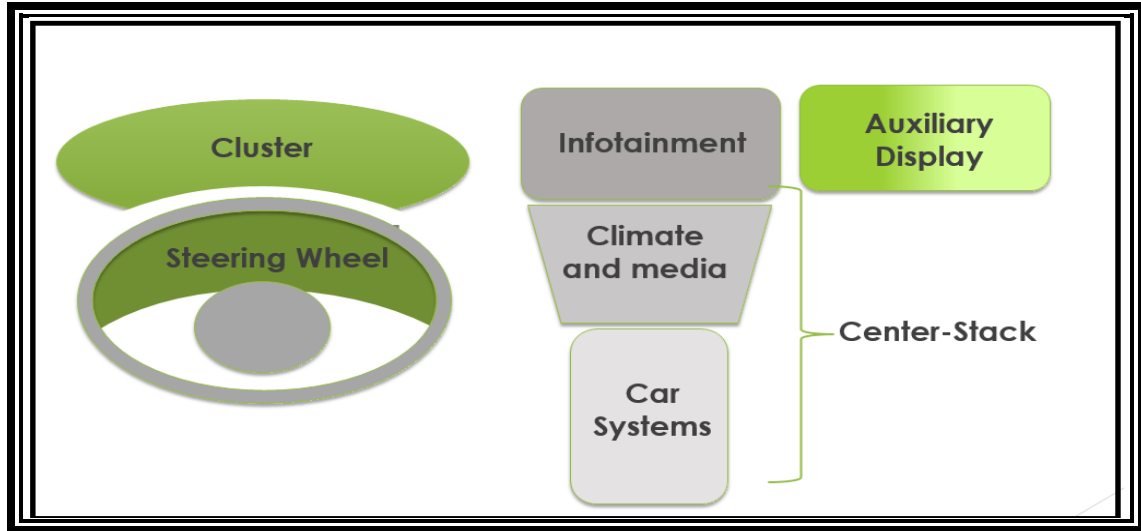 Cluster
Steering Wheel
Infotainment
Auxiliary
Display
Climate
and media
Center-Stack
Car
Systems